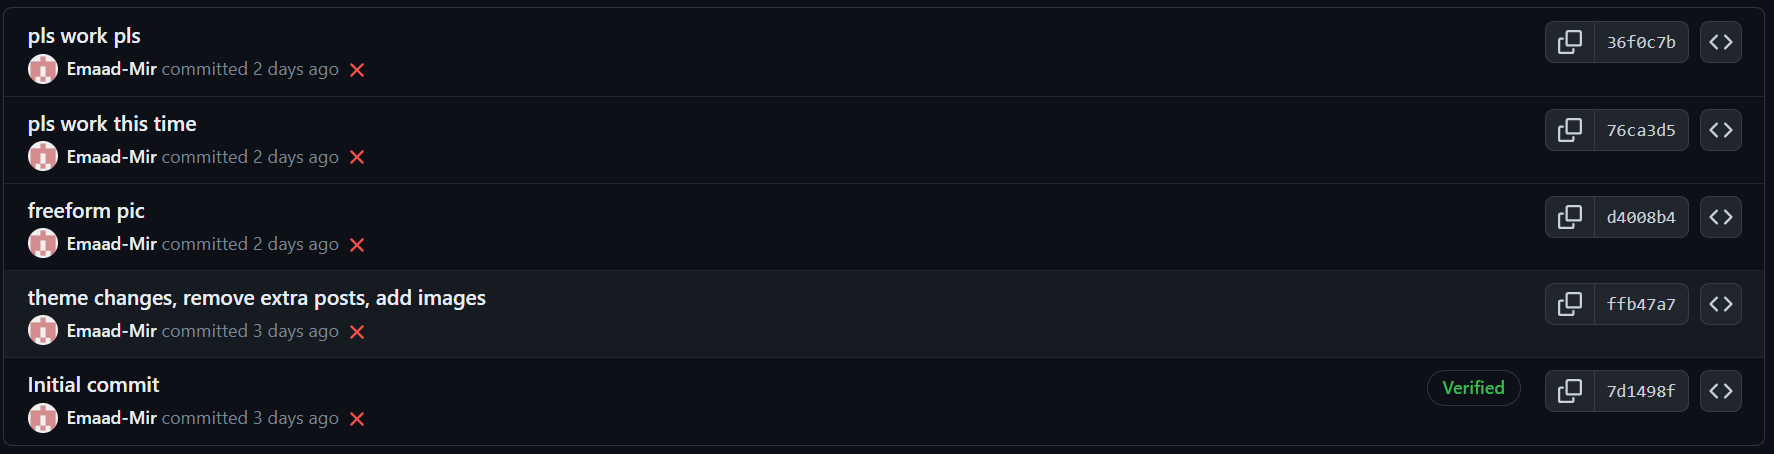 pls work pls
36f0c7b
Emaad-Mir committed 2 days ago
pls work this time
76ca3d5
Emaad-Mir committed 2 days ago
freeform pic
d4008b4
Emaad-Mir committed 2 days ago
theme changes, remove extra posts, add images
ffb47a7
Emaad-Mir committed 3 days ago
Initial commit
Verified
7d1498f
Emaad-Mir committed 3 days ago